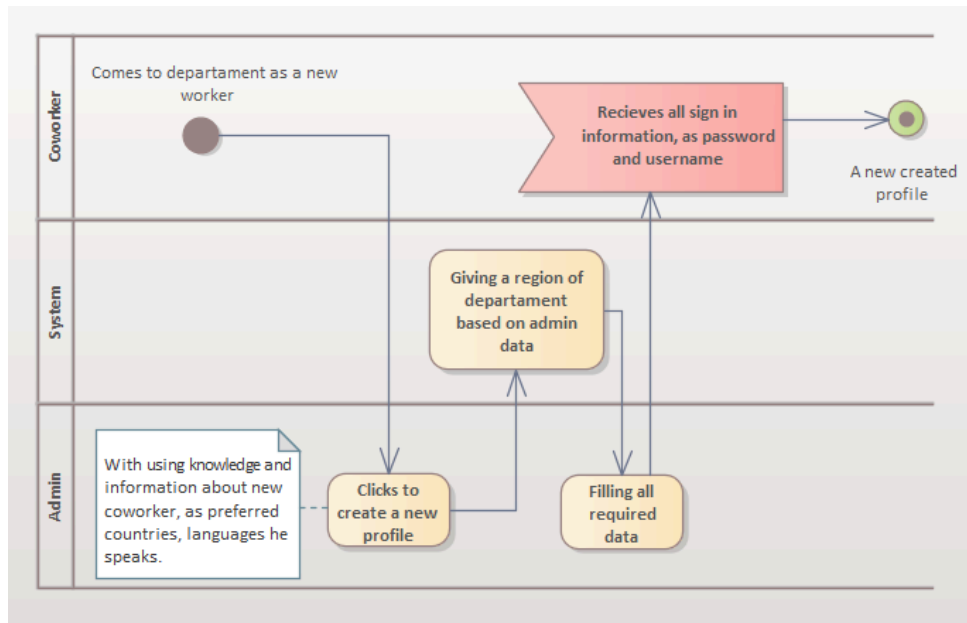 Coworker
Comes to departament as a new
worker
Recieves all sign in
information, as password
and username
A new created
profile
System
Giving a region of
departament
based on admin
data
Admin
With using knowledge and
information about new
coworker, as preferred
countries, languages he
speaks.
Clicks to
create a new
profile
Filling all
required
data